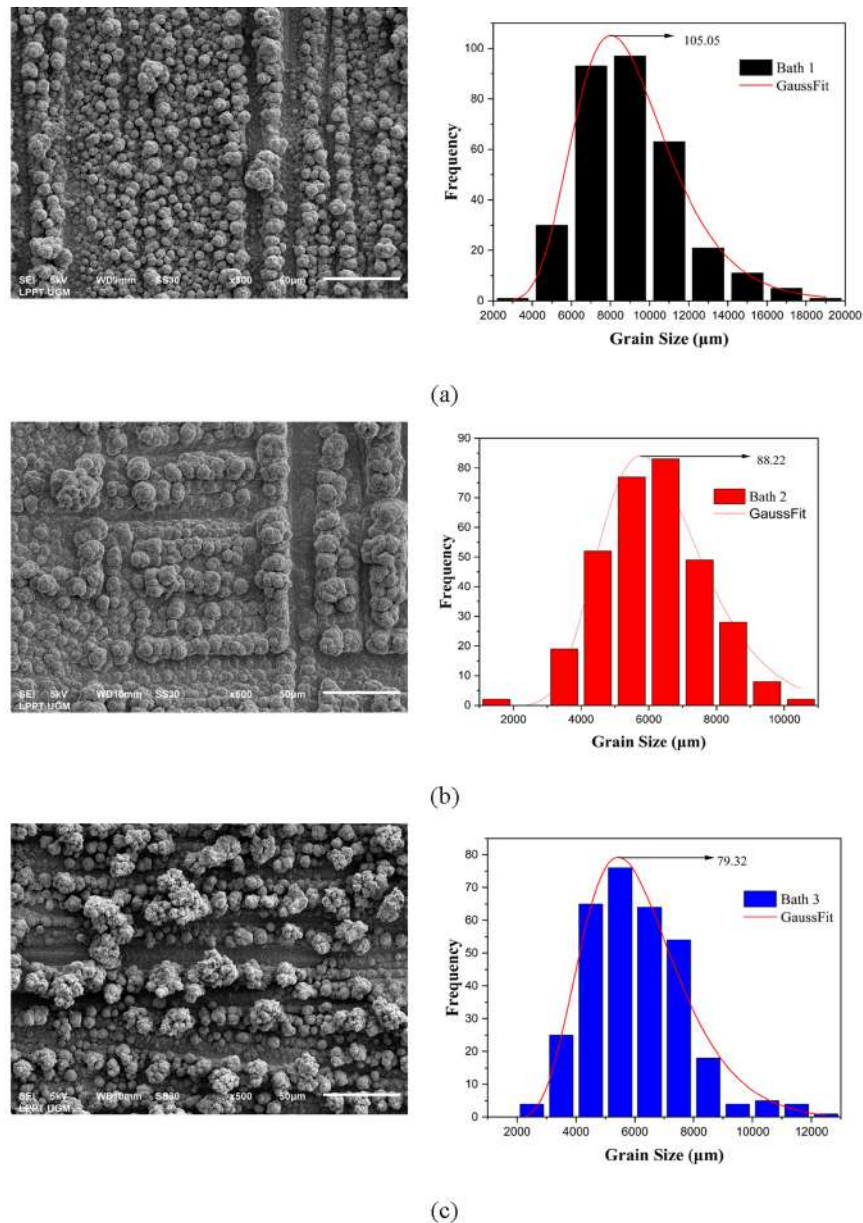 SEI 5kV WD9mm SS30 x500 50µm
LPPT UGM
Frequency
100
80
60
40
20
0
105.05
Bath 1
GaussFit
2000 4000 6000 8000 10000 12000 14000 16000 18000 20000
Grain Size (µm)
(a)
SEI 5kV WD10mm SS30 x600 50µm
LPPT UGM
Frequency
90
80
70
60
50
40
30
20
10
0
88.22
Bath 2
GaussFit
2000 4000 6000 8000 10000
Grain Size (µm)
(b)
SEI 5kV WD10mm SS30 x500 50µm
LPPT UGM
Frequency
80
70
60
50
40
30
20
10
0
79.32
Bath 3
GaussFit
2000 4000 6000 8000 10000 12000
Grain Size (µm)
(c)